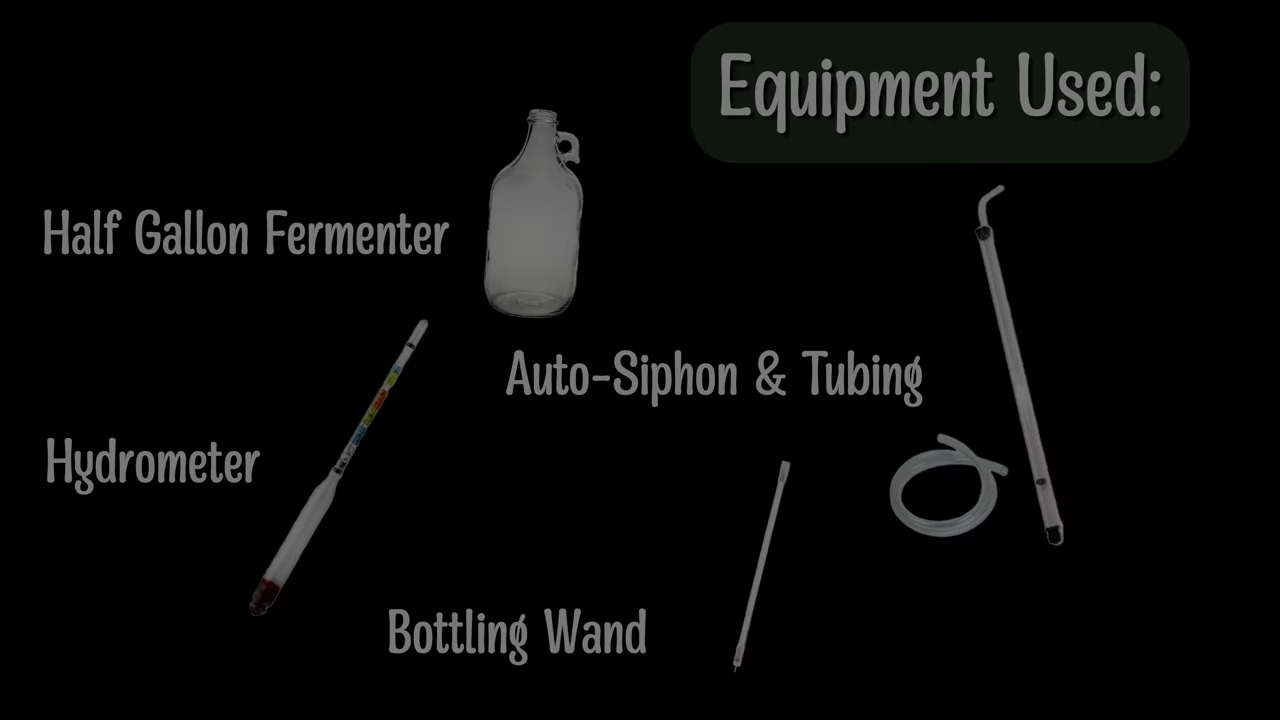 Equipment Used:
Half Gallon Fermenter
Auto-Siphon & Tubing
Hydrometer
Bottling Wand